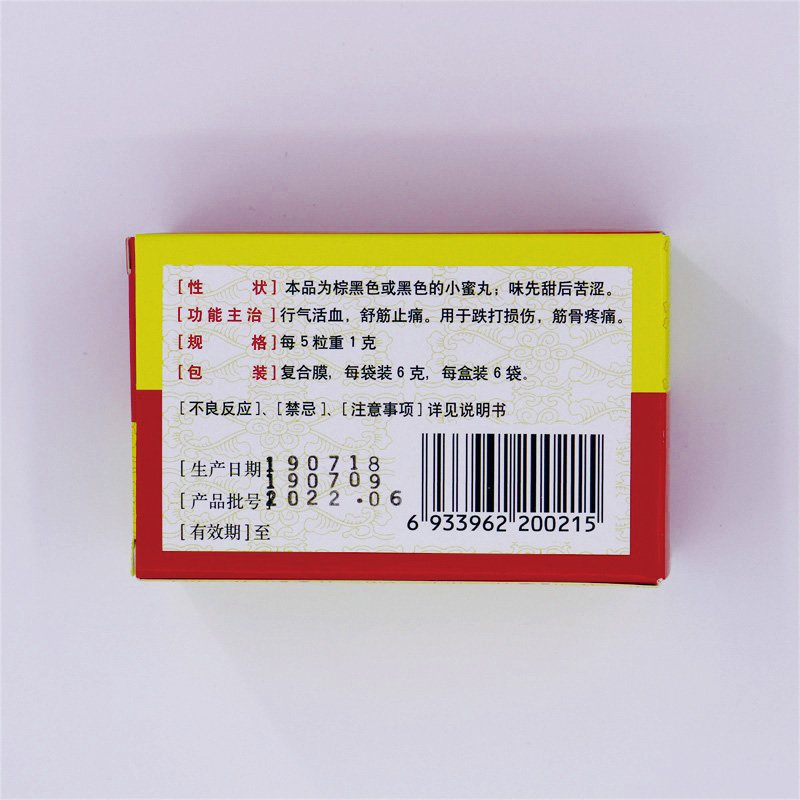 [性 状] 本品为棕黑色或黑色的小蜜丸；味先甜后苦涩。
[功能主治] 行气活血，舒筋止痛。用于跌打损伤，筋骨疼痛。
[规 格] 每5粒重1克
[包 装] 复合膜，每袋装6克，每盒装6袋。
[不良反应]、[禁忌]、[注意事项] 详见说明书
[生产日期] 190718
190709
[产品批号] 2022.06
[有效期] 至
6 933962 200215